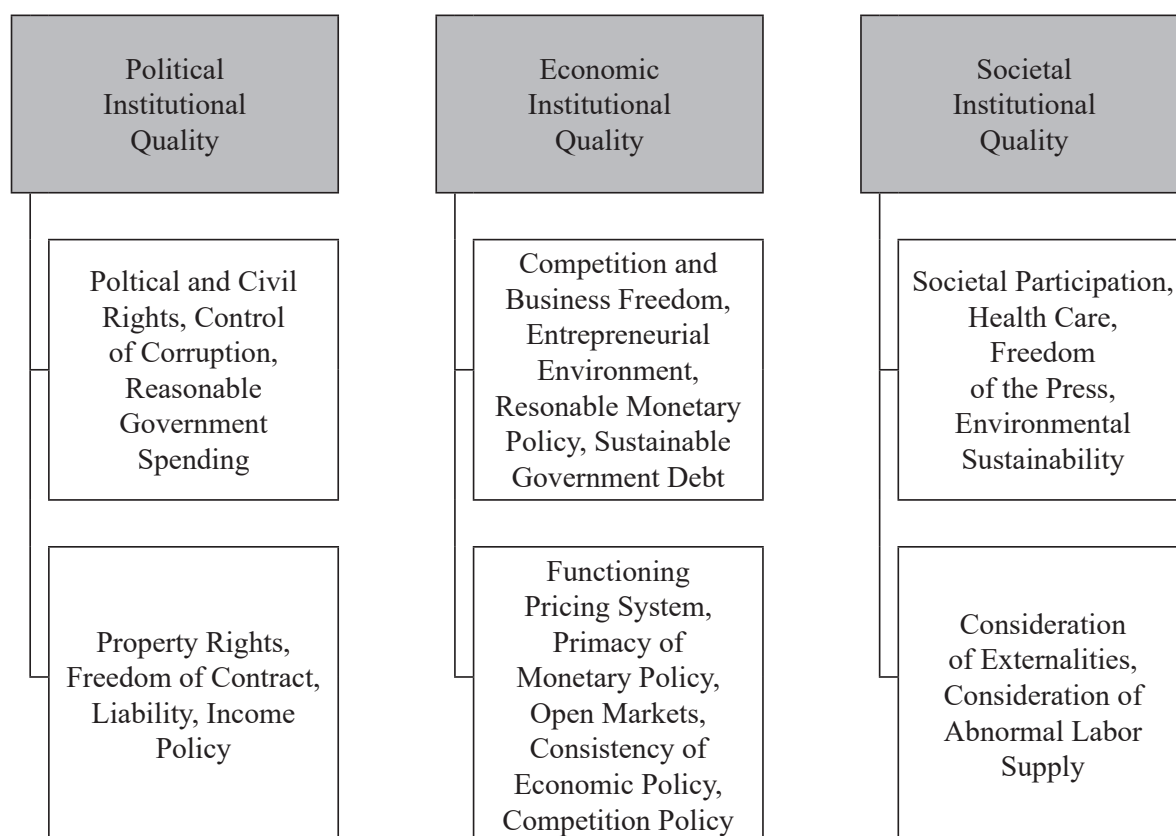 Political
Institutional
Quality
Economic
Institutional
Quality
Societal
Institutional
Quality
Poltical and Civil
Rights, Control
of Corruption,
Reasonable
Government
Spending
Competition and
Business Freedom,
Entrepreneurial
Environment,
Resonable Monetary
Policy, Sustainable
Government Debt
Societal Participation,
Health Care,
Freedom
of the Press,
Environmental
Sustainability
Property Rights,
Freedom of Contract,
Liability, Income
Policy
Functioning
Pricing System,
Primacy of
Monetary Policy,
Open Markets,
Consistency of
Economic Policy,
Competition Policy
Consideration
of Externalities,
Consideration of
Abnormal Labor
Supply